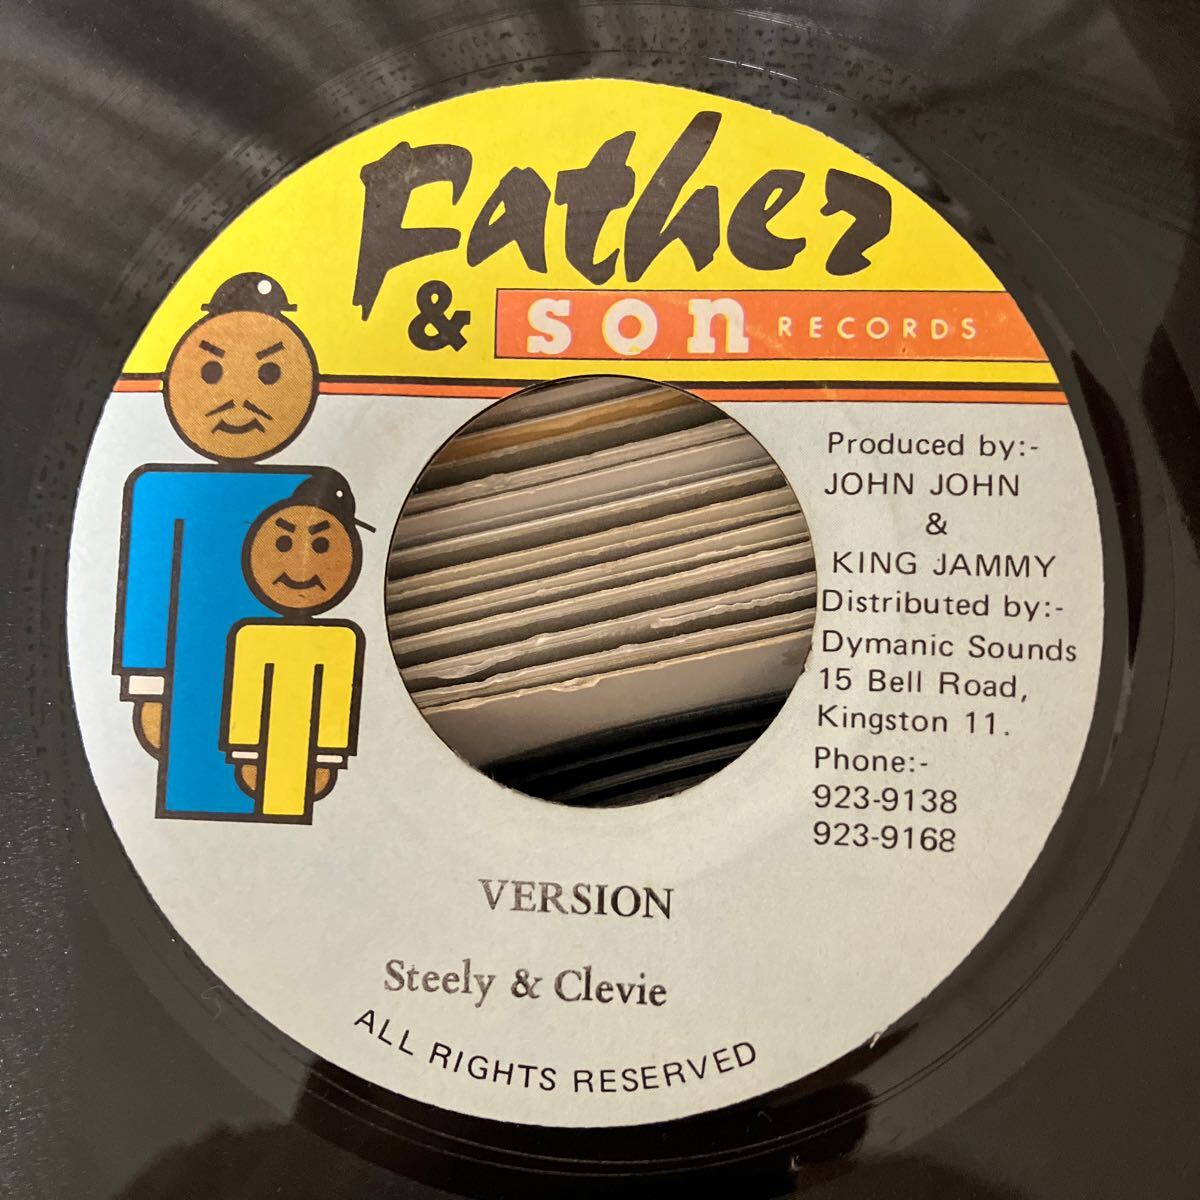 Father
& son RECORDS
Produced by:-
JOHN JOHN
&
KING JAMMY
Distributed by:-
Dymanic Sounds
15 Bell Road,
Kingston 11.
Phone:-
923-9138
923-9168
VERSION
Steely & Clevie
ALL RIGHTS RESERVED